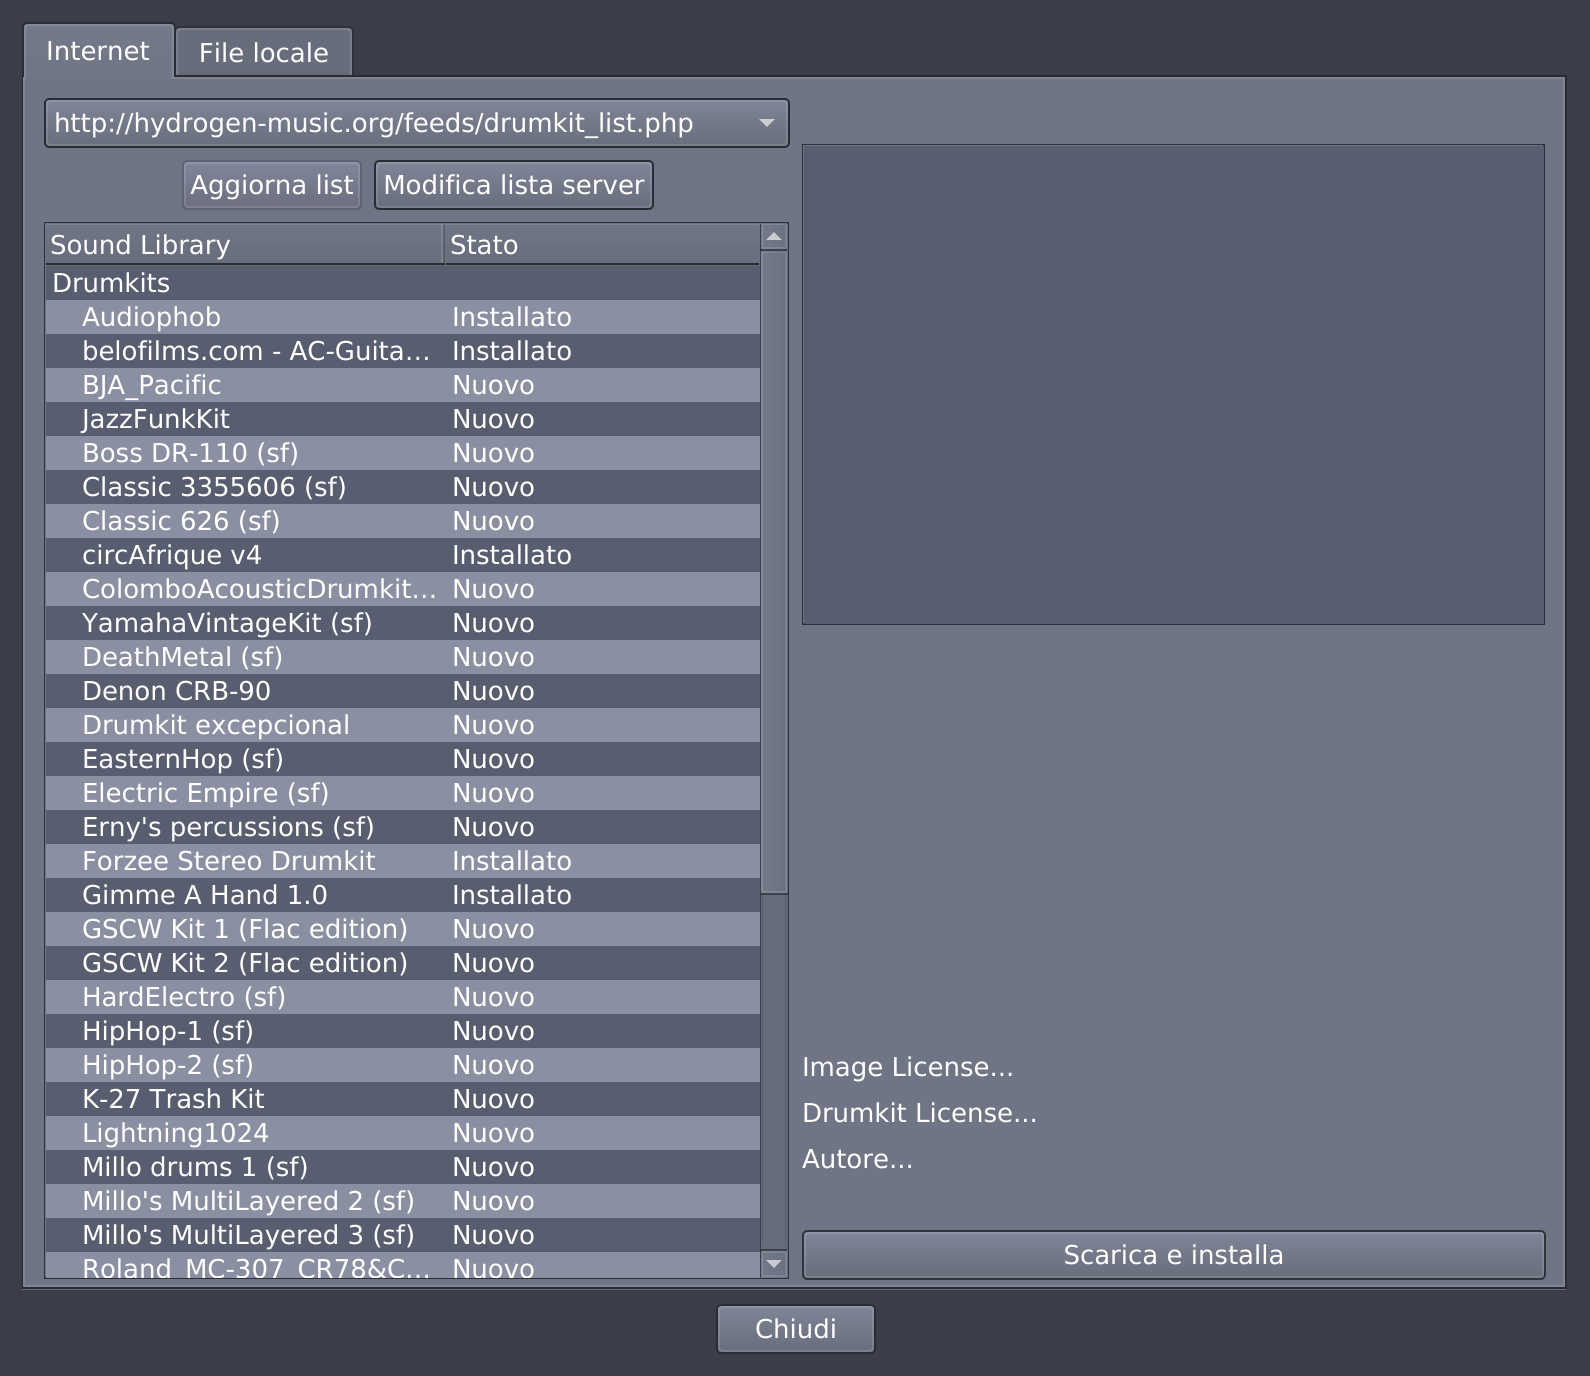 Internet File locale
http://hydrogen-music.org/feeds/drumkit_list.php
Aggiorna list Modifica lista server
Sound Library Stato
Drumkits
Audiophob Installato
belofilms.com - AC-Guita... Installato
BJA_Pacific Nuovo
JazzFunkKit Nuovo
Boss DR-110 (sf) Nuovo
Classic 3355606 (sf) Nuovo
Classic 626 (sf) Nuovo
circAfrique v4 Installato
ColomboAcousticDrumkit... Nuovo
YamahaVintageKit (sf) Nuovo
DeathMetal (sf) Nuovo
Denon CRB-90 Nuovo
Drumkit excepcional Nuovo
EasternHop (sf) Nuovo
Electric Empire (sf) Nuovo
Erny's percussions (sf) Nuovo
Forzee Stereo Drumkit Installato
Gimme A Hand 1.0 Installato
GSCW Kit 1 (Flac edition) Nuovo
GSCW Kit 2 (Flac edition) Nuovo
HardElectro (sf) Nuovo
HipHop-1 (sf) Nuovo
HipHop-2 (sf) Nuovo
K-27 Trash Kit Nuovo
Lightning1024 Nuovo
Millo drums 1 (sf) Nuovo
Millo's MultiLayered 2 (sf) Nuovo
Millo's MultiLayered 3 (sf) Nuovo
Roland_MC-307_CR78&C... Nuovo
Image License...
Drumkit License...
Autore...
Scarica e installa
Chiudi